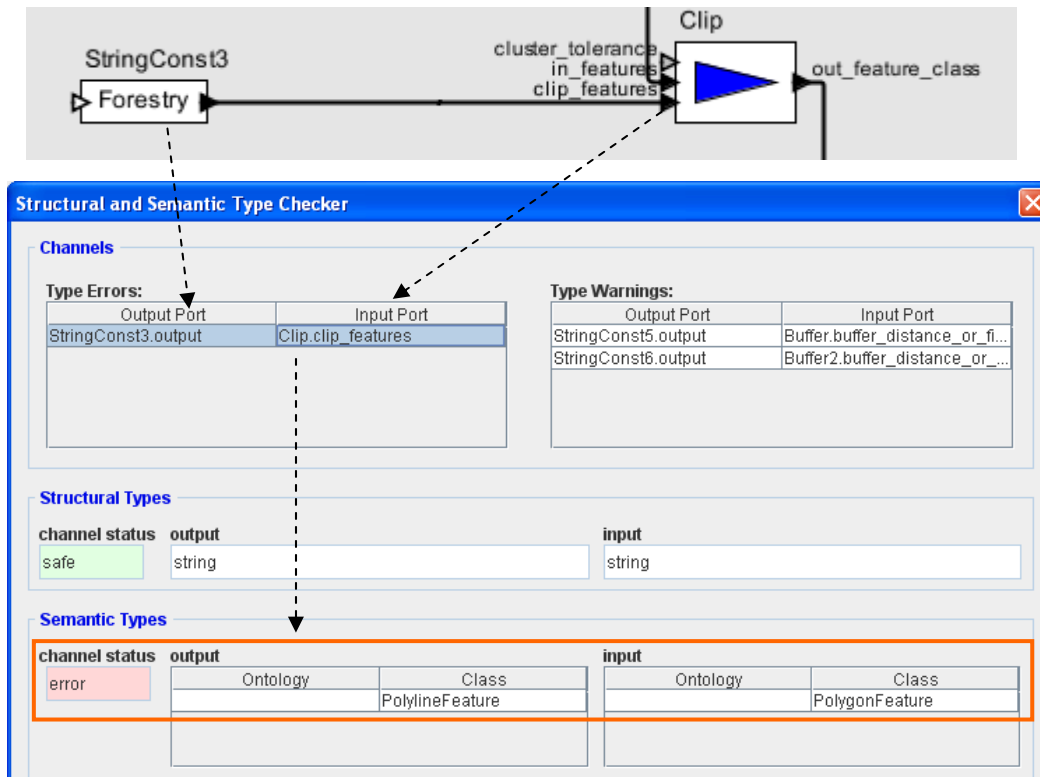 Clip
StringConst3
cluster_tolerance
in_features
clip_features
out_feature_class
Forestry
Structural and Semantic Type Checker
Channels
Type Errors:
Type Warnings:
Output Port Input Port
Output Port Input Port
StringConst3.output Clip.clip_features
StringConst5.output Buffer.buffer_distance_or_fi...
StringConst6.output Buffer2.buffer_distance_or_...
Structural Types
channel status output input
safe string string
Semantic Types
channel status output input
error Ontology Class Ontology Class
PolylineFeature PolygonFeature